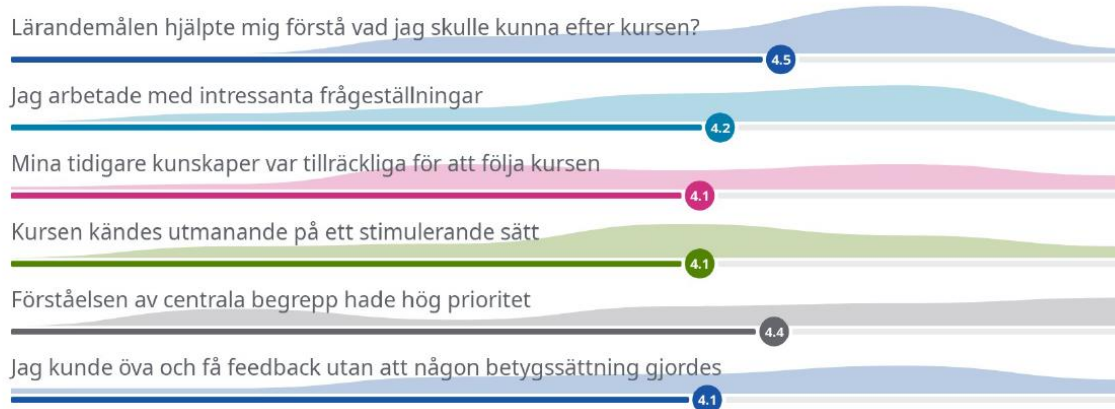 Lärandemålen hjälpte mig förstå vad jag skulle kunna efter kursen?
4.5
Jag arbetade med intressanta frågeställningar
4.2
Mina tidigare kunskaper var tillräckliga för att följa kursen
4.1
Kursen kändes utmanande på ett stimulerande sätt
4.1
Förståelsen av centrala begrepp hade hög prioritet
4.4
Jag kunde öva och få feedback utan att någon betygssättning gjordes
4.1